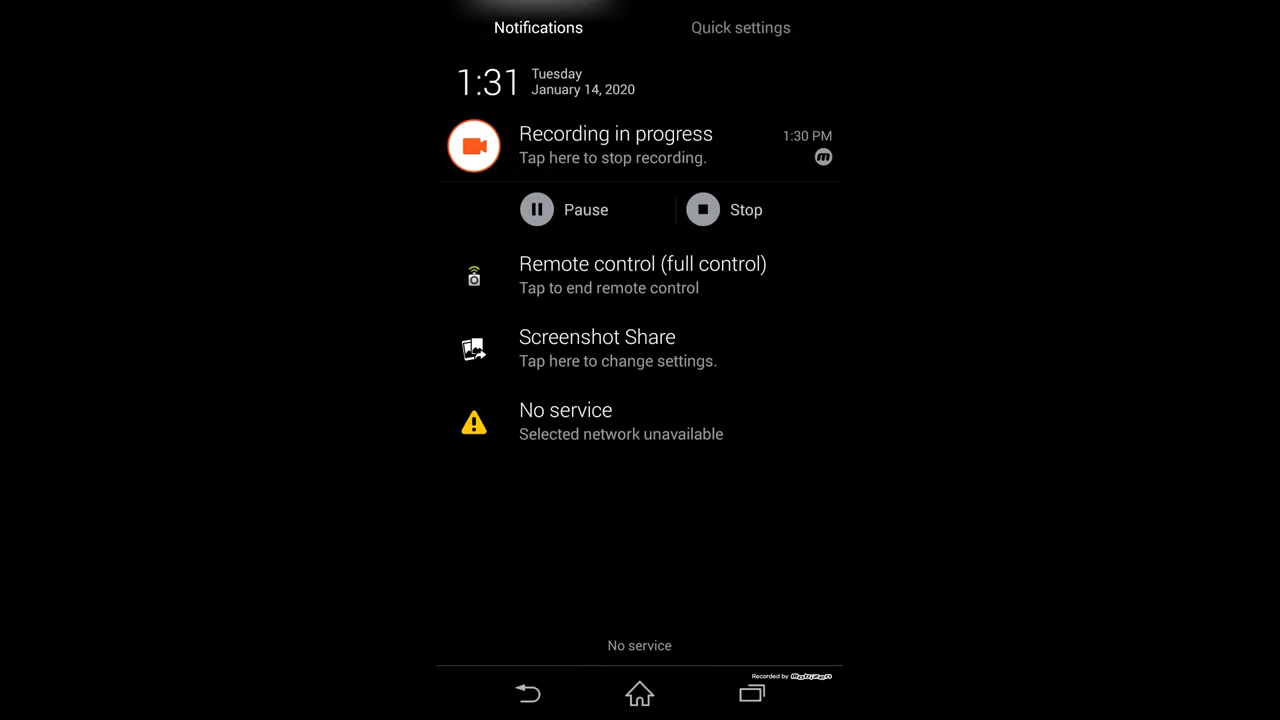 Notifications
Quick settings
1:31
Tuesday
January 14, 2020
Recording in progress
1:30 PM
Tap here to stop recording.
m
Pause
Stop
Remote control (full control)
Tap to end remote control
Screenshot Share
Tap here to change settings.
No service
Selected network unavailable
No service
Recorded by mobizen